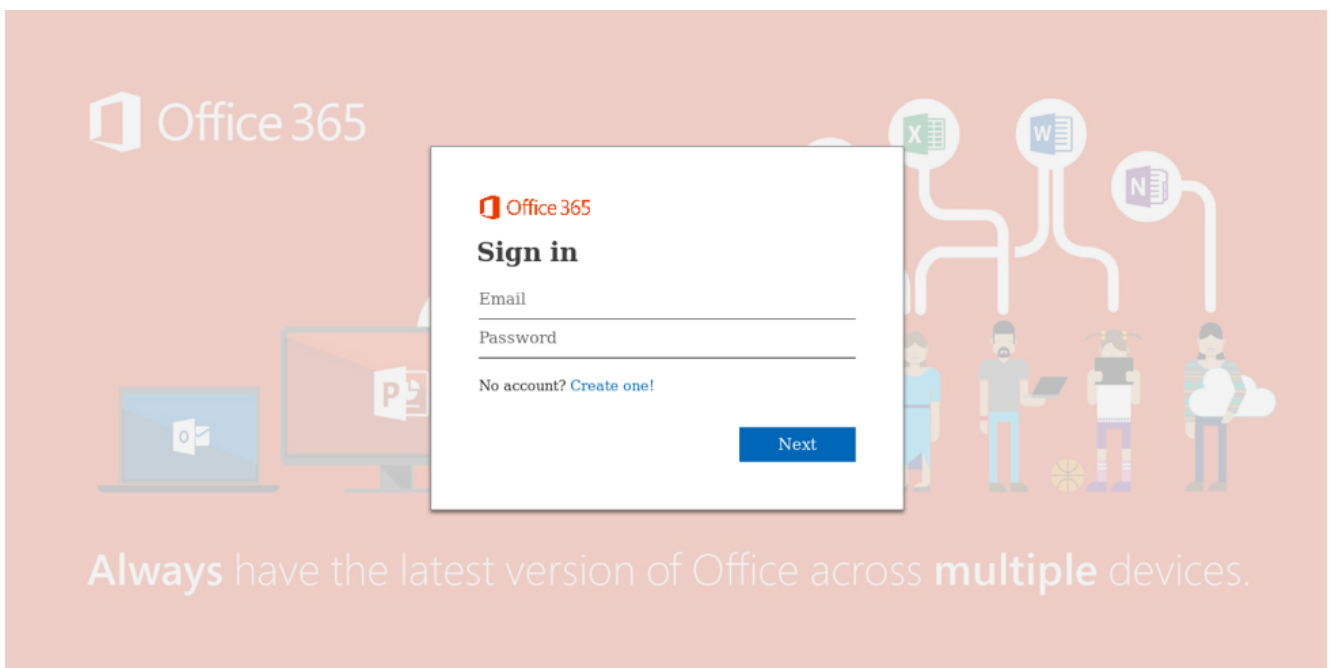 Office 365
Office 365
Sign in
Email
Password
No account? Create one!
Next
X
W
N
P
o
Always have the latest version of Office across multiple devices.